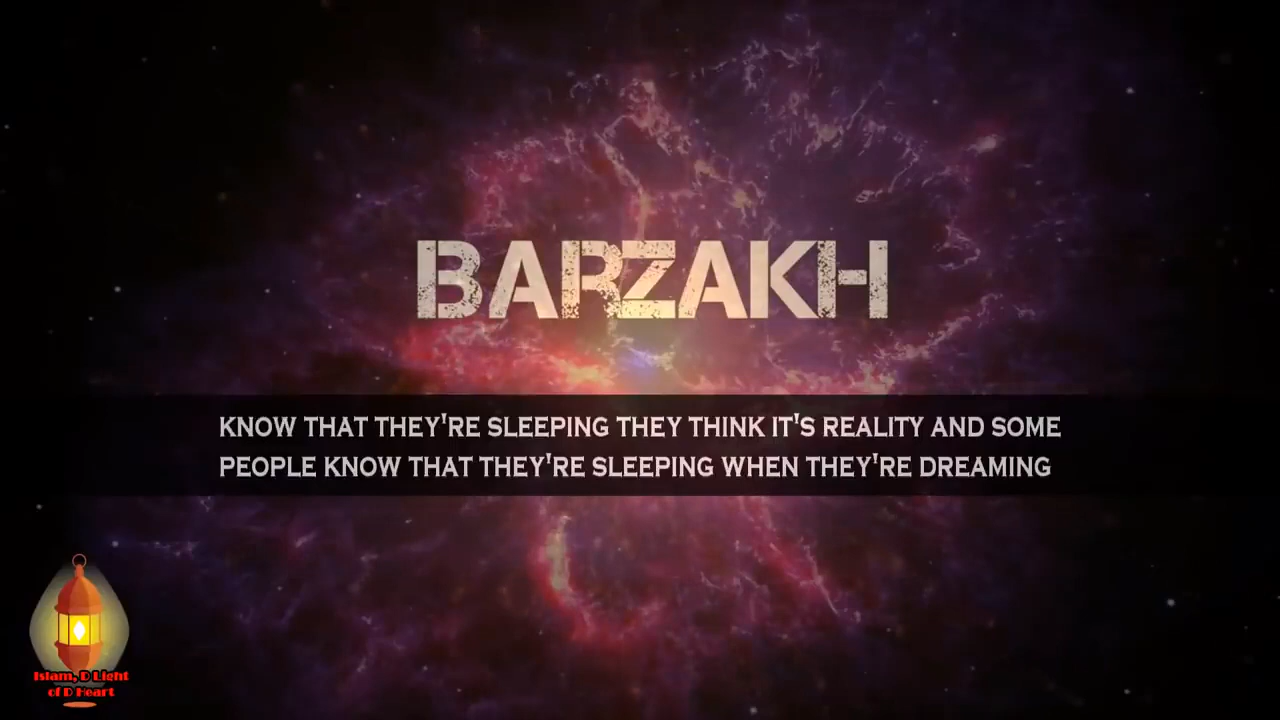 BARZAKH
KNOW THAT THEY'RE SLEEPING THEY THINK IT'S REALITY AND SOME
PEOPLE KNOW THAT THEY'RE SLEEPING WHEN THEY'RE DREAMING
Islam, D Light
of D Heart